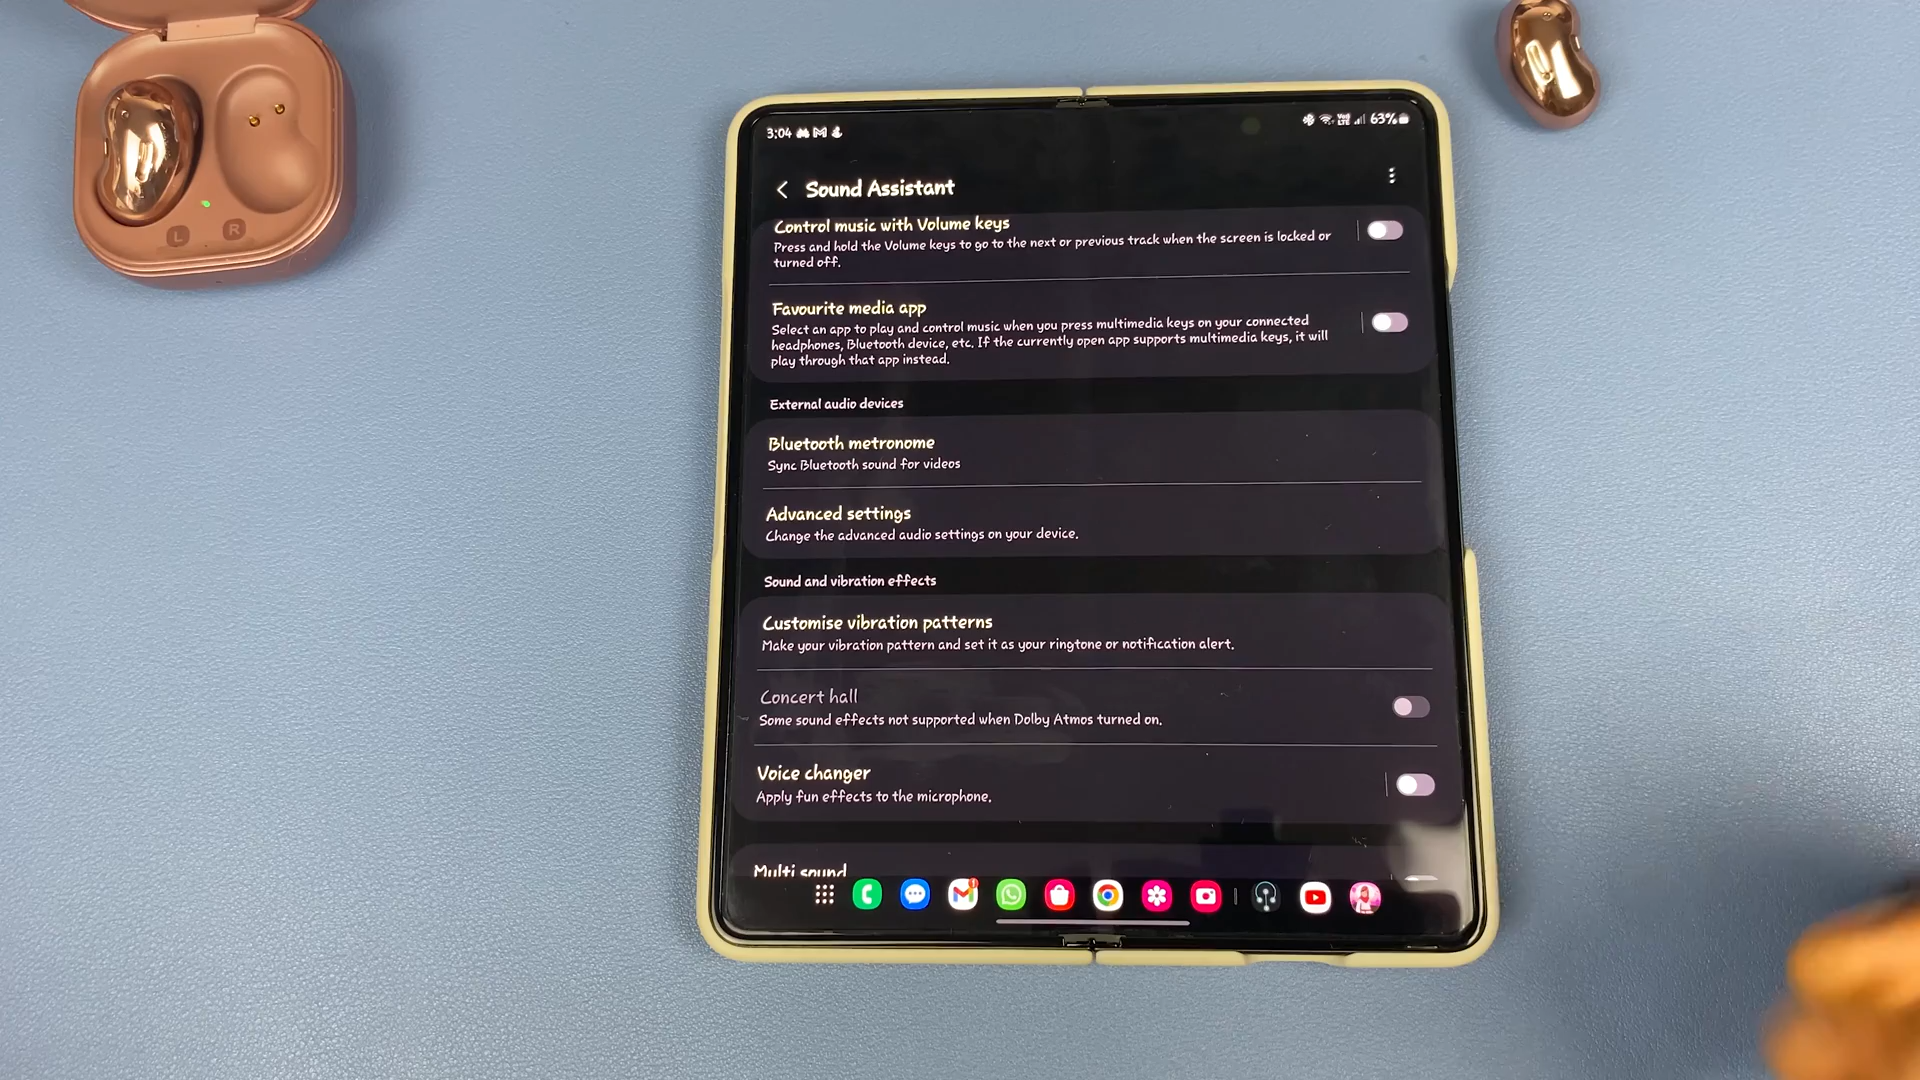 3:04
63%
Sound Assistant
Control music with Volume keys
Press and hold the Volume keys to go to the next or previous track when the screen is locked or
turned off.
Favourite media app
Select an app to play and control music when you press multimedia keys on your connected
headphones, Bluetooth device, etc. If the currently open app supports multimedia keys, it will
play through that app instead.
External audio devices
Bluetooth metronome
Sync Bluetooth sound for videos
Advanced settings
Change the advanced audio settings on your device.
Sound and vibration effects
Customise vibration patterns
Make your vibration pattern and set it as your ringtone or notification alert.
Concert hall
Some sound effects not supported when Dolby Atmos turned on.
Voice changer
Apply fun effects to the microphone.
Multi sound
L
R